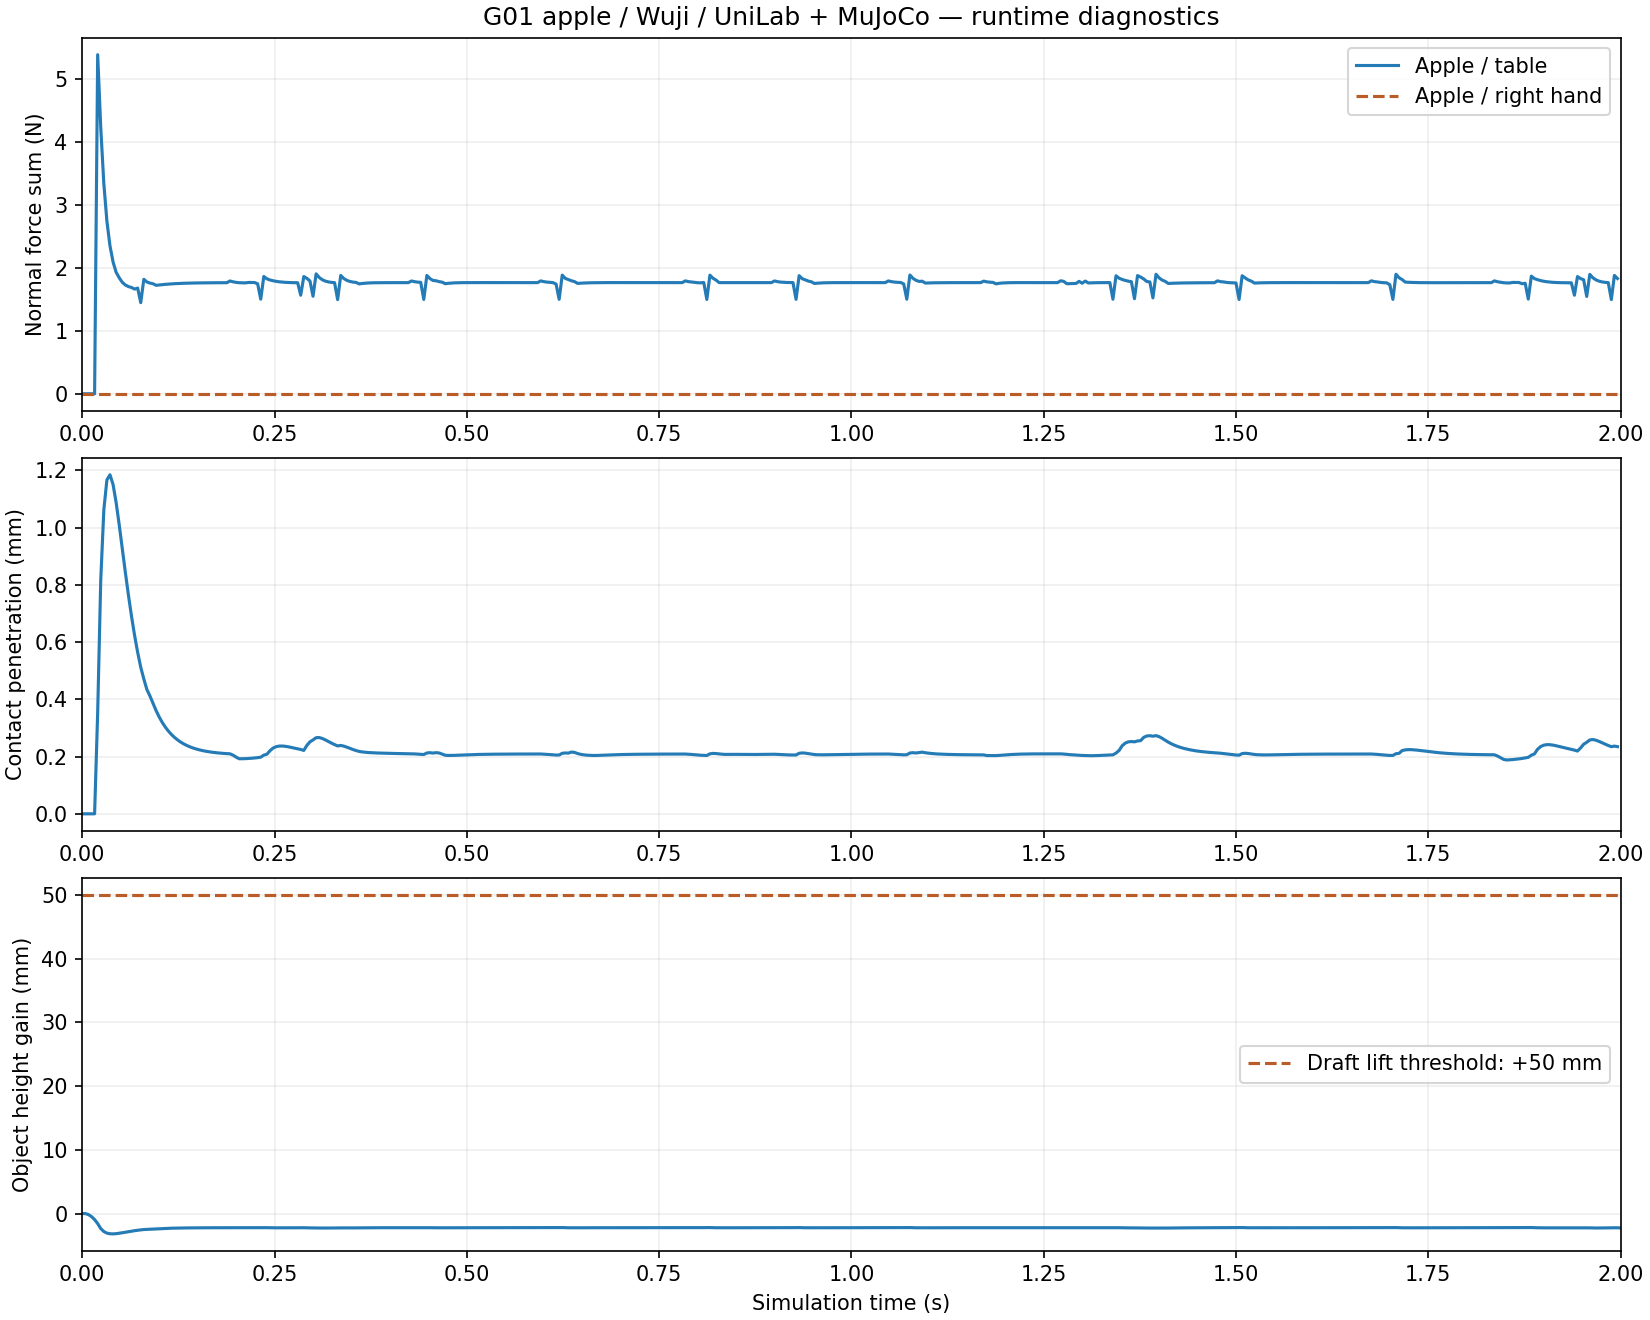 G01 apple / Wuji / UniLab + MuJoCo — runtime diagnostics
Normal force sum (N)
5
4
3
2
1
0
Apple / table
Apple / right hand
0.00 0.25 0.50 0.75 1.00 1.25 1.50 1.75 2.00
Contact penetration (mm)
1.2
1.0
0.8
0.6
0.4
0.2
0.0
0.00 0.25 0.50 0.75 1.00 1.25 1.50 1.75 2.00
Object height gain (mm)
50
40
30
20
10
0
Draft lift threshold: +50 mm
0.00 0.25 0.50 0.75 1.00 1.25 1.50 1.75 2.00
Simulation time (s)